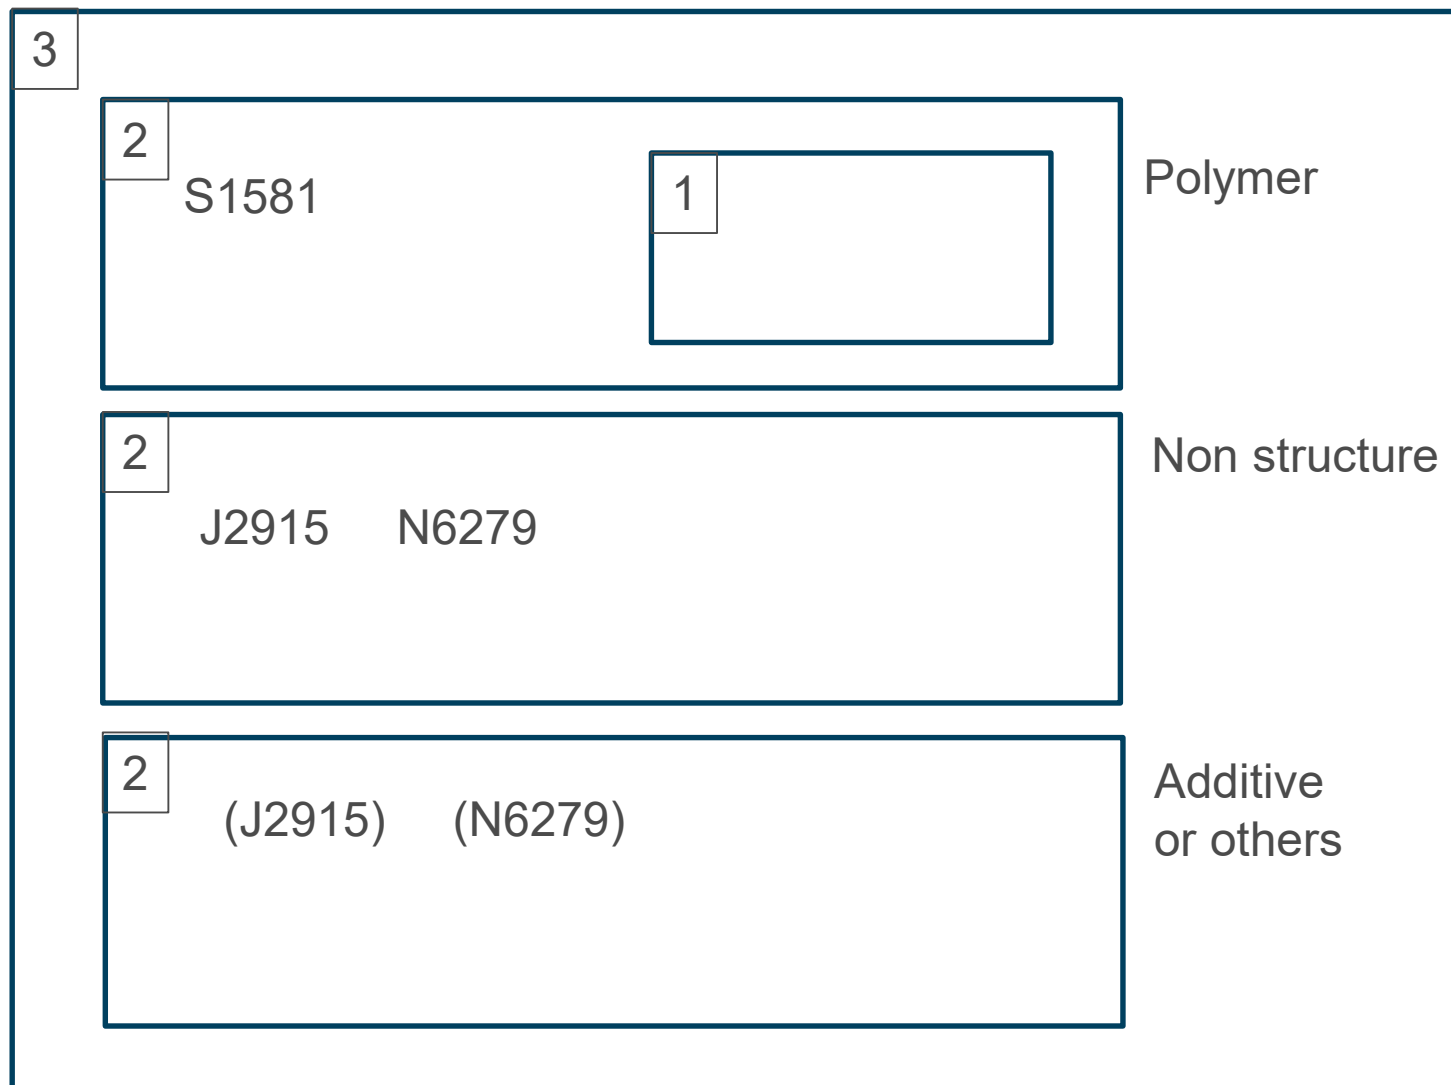 3
2
S1581
1
Polymer
2
J2915 N6279
Non structure
2
(J2915) (N6279)
Additive
or others